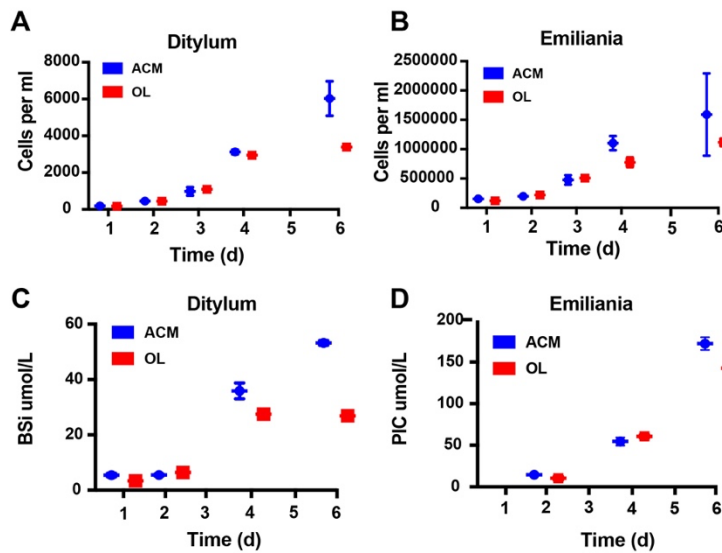 A
Ditylum
ACM
OL
Cells per ml
8000
6000
4000
2000
0
1 2 3 4 5 6
Time (d)
B
Emiliania
ACM
OL
Cells per ml
2500000
2000000
1500000
1000000
500000
0
1 2 3 4 5 6
Time (d)
C
Ditylum
ACM
OL
BSi umol/L
60
40
20
0
1 2 3 4 5 6
Time (d)
D
Emiliania
ACM
OL
PIC umol/L
200
150
100
50
0
1 2 3 4 5 6
Time (d)